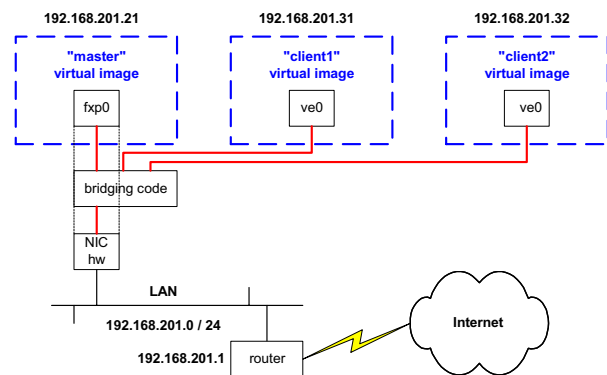 192.168.201.21 192.168.201.31 192.168.201.32
"master" "client1" "client2"
virtual image virtual image virtual image
fxp0 ve0 ve0
bridging code
NIC
hw
LAN
192.168.201.0 / 24
Internet
192.168.201.1 router